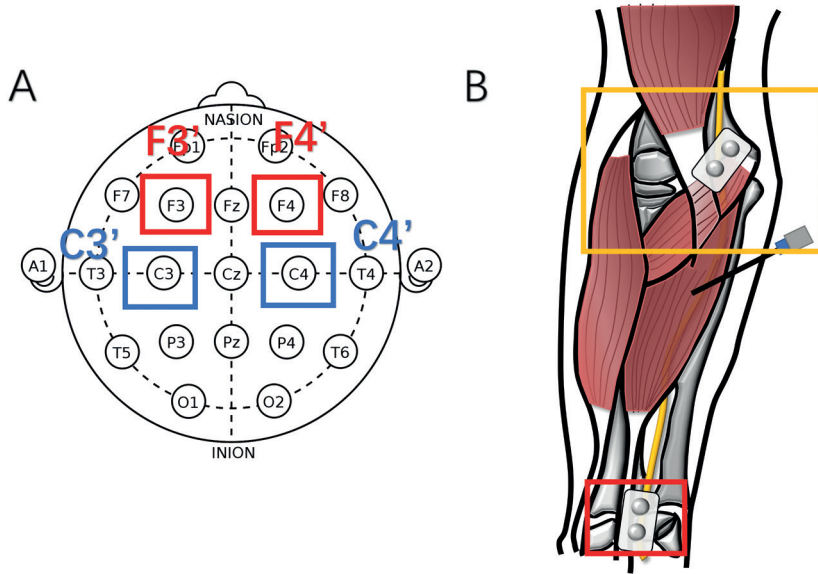 A
B
NASION
F3’
F4’
Fp1
Fp2
F7
F3
Fz
F4
F8
C3’
C4’
A1
T3
C3
Cz
C4
T4
A2
T5
P3
Pz
P4
T6
O1
O2
INION